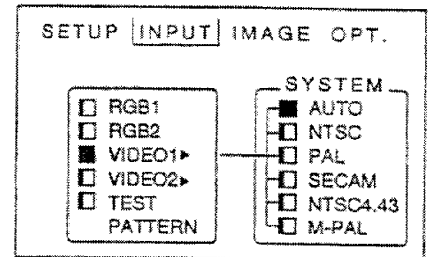 SETUP INPUT IMAGE OPT.
RGB1
RGB2
VIDEO1▸
VIDEO2▸
TEST
PATTERN
SYSTEM
AUTO
NTSC
PAL
SECAM
NTSC4.43
M-PAL